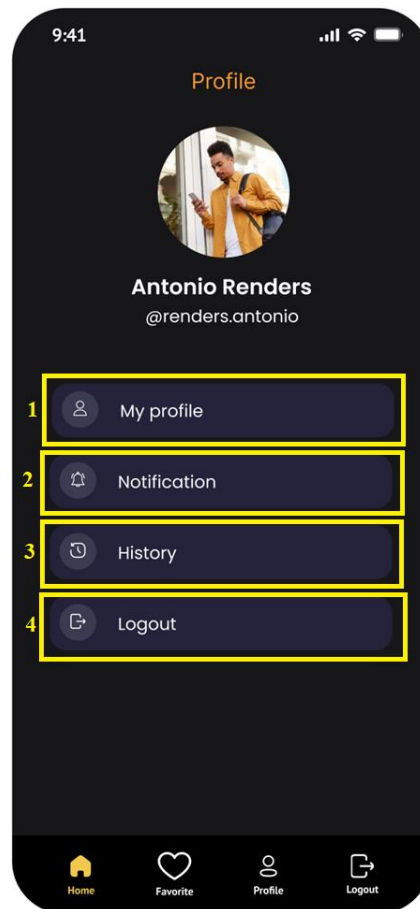 9:41
Profile
Antonio Renders
@renders.antonio
1 My profile
2 Notification
3 History
4 Logout
Home Favorite Profile Logout